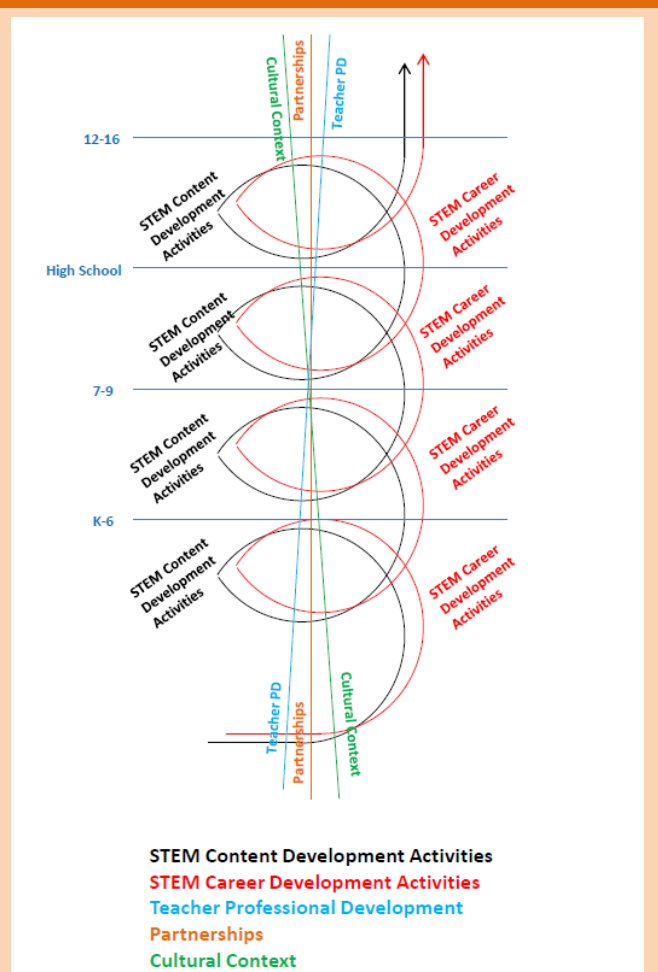 Cultural Context
Partnerships
Teacher PD
12-16
STEM Content
Development
Activities
STEM Career
Development
Activities
High School
STEM Content
Development
Activities
STEM Career
Development
Activities
7-9
STEM Content
Development
Activities
STEM Career
Development
Activities
K-6
STEM Content
Development
Activities
STEM Career
Development
Activities
Teacher PD
Partnerships
Cultural Context
STEM Content Development Activities
STEM Career Development Activities
Teacher Professional Development
Partnerships
Cultural Context